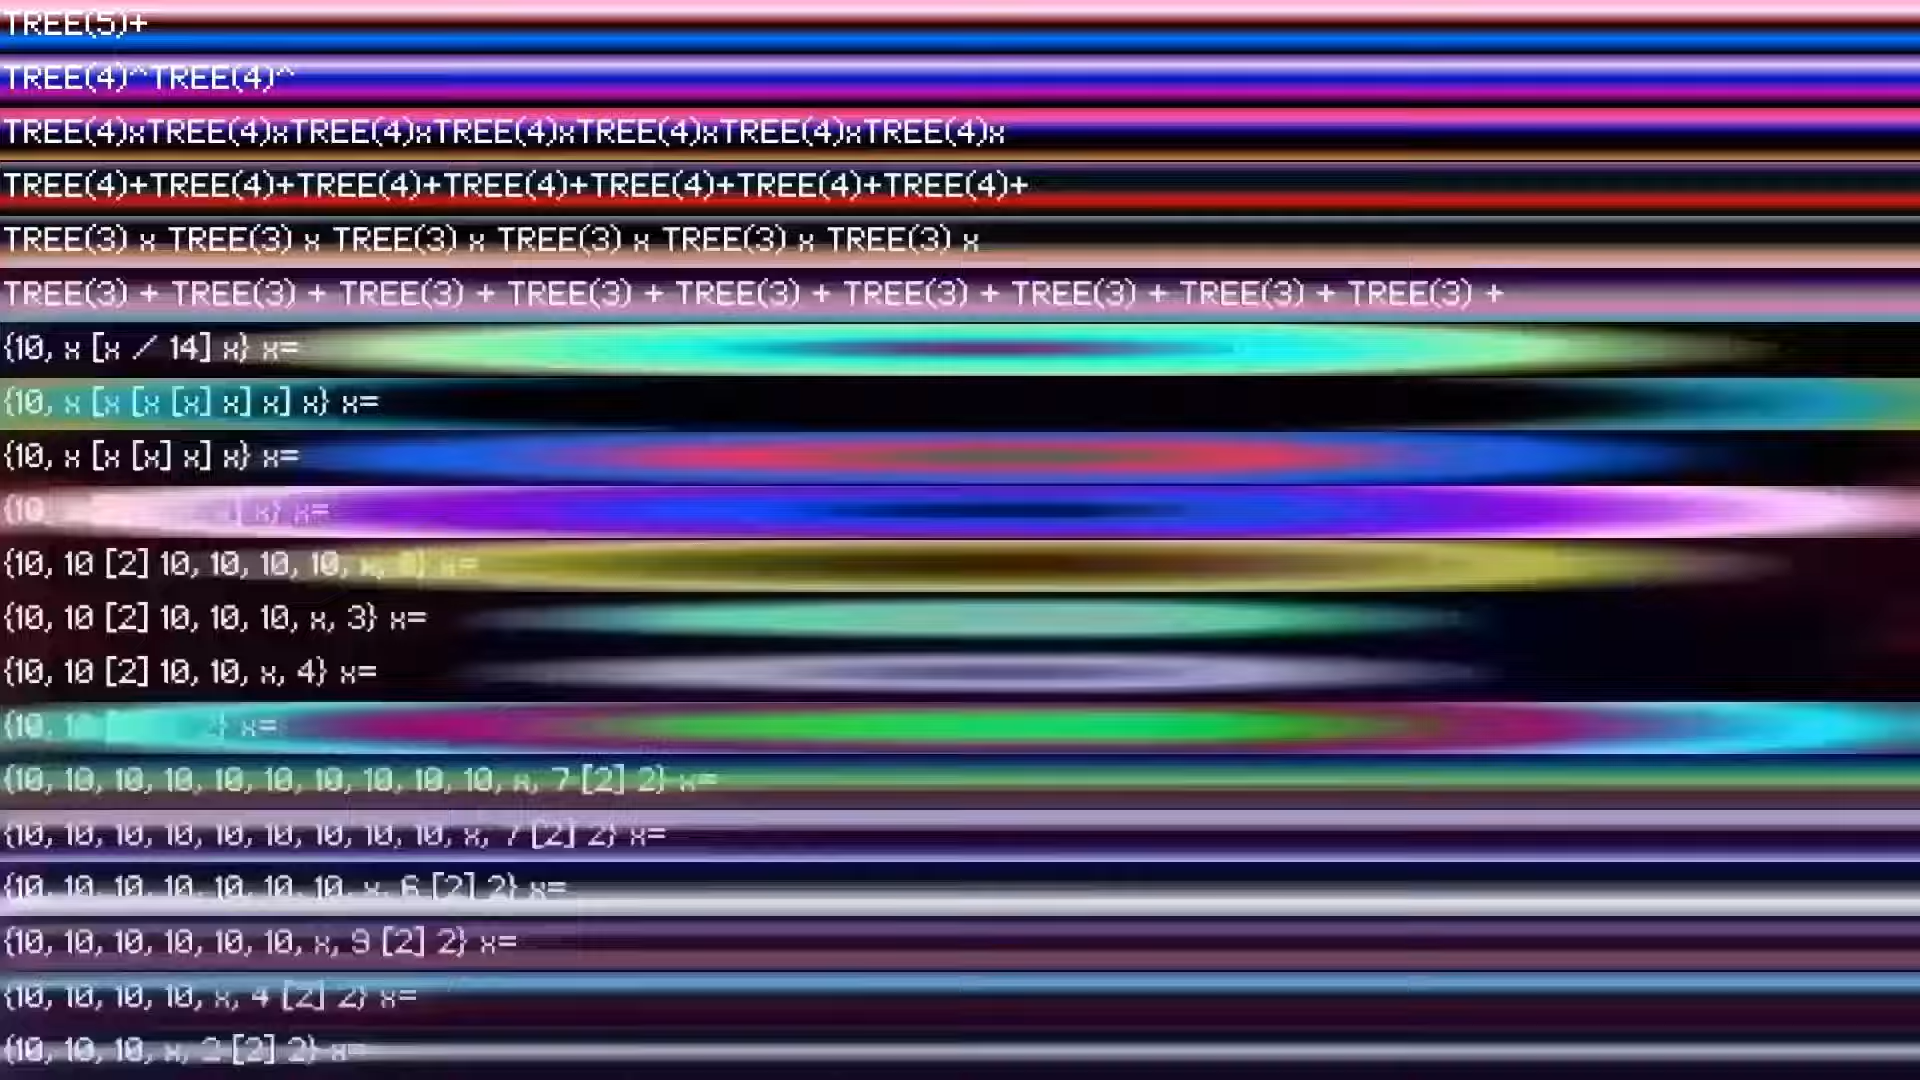 TREE(5)+
TREE(4)^TREE(4)^
TREE(4)xTREE(4)xTREE(4)xTREE(4)xTREE(4)xTREE(4)xTREE(4)x
TREE(4)+TREE(4)+TREE(4)+TREE(4)+TREE(4)+TREE(4)+TREE(4)+
TREE(3) x TREE(3) x TREE(3) x TREE(3) x TREE(3) x TREE(3) x
TREE(3) + TREE(3) + TREE(3) + TREE(3) + TREE(3) + TREE(3) + TREE(3) + TREE(3) + TREE(3) +
{10, x [x / 14] x} x=
{10, x [x [x [x] x] x] x} x=
{10, x [x [x] x] x} x=
{10, x} x=
{10, 10 [2] 10, 10, 10, 10, x, } x=
{10, 10 [2] 10, 10, 10, x, 3} x=
{10, 10 [2] 10, 10, x, 4} x=
{10, } x=
{10, 10, 10, 10, 10, 10, 10, 10, 10, 10, x, 7 [2] 2} x=
{10, 10, 10, 10, 10, 10, 10, 10, 10, x, 7 [2] 2} x=
{10, 10, 10, 10, 10, 10, 10, x, 6 [2] 2} x=
{10, 10, 10, 10, 10, 10, x, 9 [2] 2} x=
{10, 10, 10, 10, x, 4 [2] 2} x=
{10, 10, 10, x, 2 [2] 2} x=